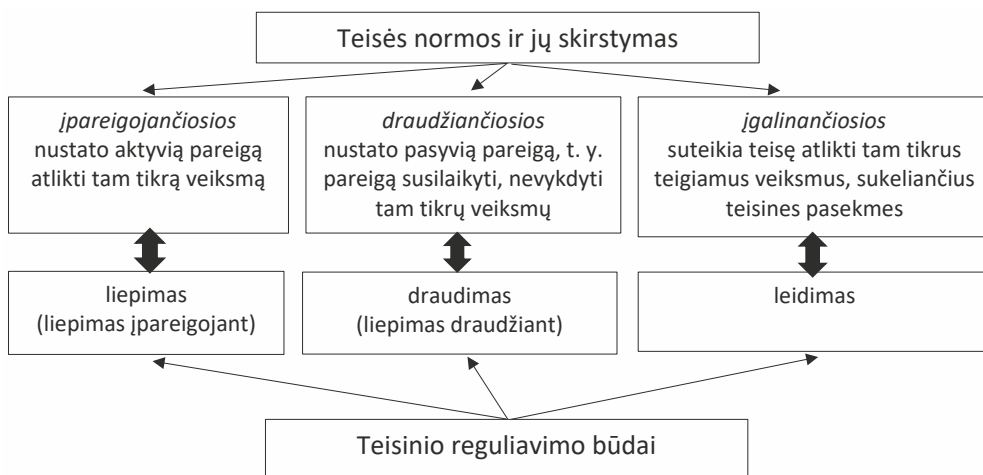 Teisės normos ir jų skirstymas
įpareigojančiosios
nustato aktyvią pareigą
atlikti tam tikrą veiksmą
draudžiančiosios
nustato pasyvią pareigą, t. y.
pareigą susilaikyti, nevykdyti
tam tikrų veiksmų
įgalinančiosios
suteikia teisę atlikti tam tikrus
teigiamus veiksmus, sukeliančius
teisines pasekmes
liepimas
(liepimas įpareigojant)
draudimas
(liepimas draudžiant)
leidimas
Teisinio reguliavimo būdai